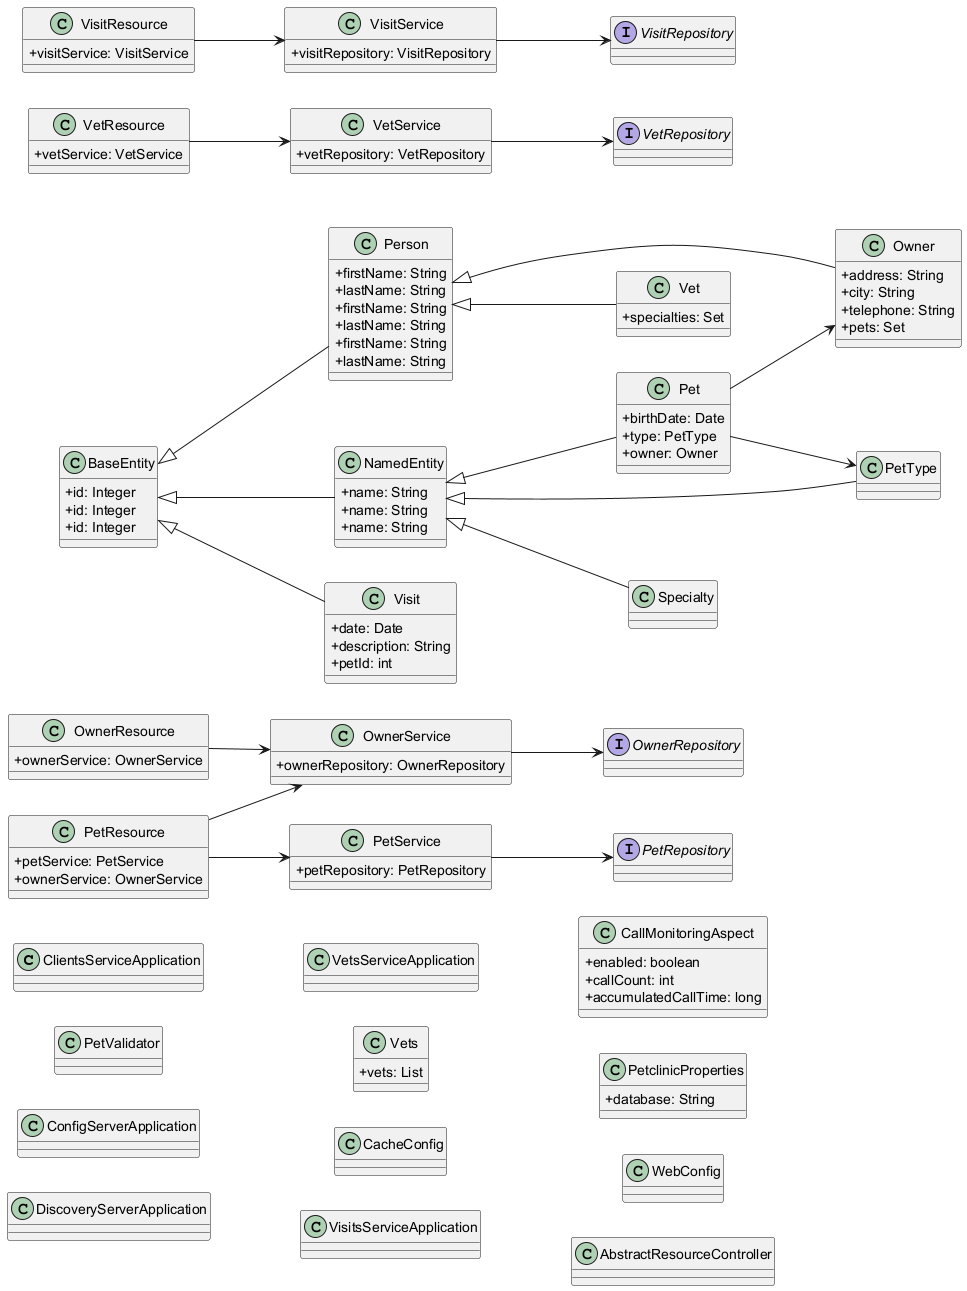 C VisitResource
+visitService: VisitService
C VisitService
+visitRepository: VisitRepository
I VisitRepository
C VetResource
+vetService: VetService
C VetService
+vetRepository: VetRepository
I VetRepository
C Person
+firstName: String
+lastName: String
+firstName: String
+lastName: String
+firstName: String
+lastName: String
C Owner
+address: String
+city: String
+telephone: String
+pets: Set
C Vet
+specialties: Set
C Pet
+birthDate: Date
+type: PetType
+owner: Owner
C BaseEntity
+id: Integer
+id: Integer
+id: Integer
C NamedEntity
+name: String
+name: String
+name: String
C PetType
C Visit
+date: Date
+description: String
+petId: int
C Specialty
C OwnerResource
+ownerService: OwnerService
C OwnerService
+ownerRepository: OwnerRepository
I OwnerRepository
C PetResource
+petService: PetService
+ownerService: OwnerService
C PetService
+petRepository: PetRepository
I PetRepository
C ClientsServiceApplication
C VetsServiceApplication
C CallMonitoringAspect
+enabled: boolean
+callCount: int
+accumulatedCallTime: long
C PetValidator
C Vets
+vets: List
C PetclinicProperties
+database: String
C ConfigServerApplication
C CacheConfig
C WebConfig
C DiscoveryServerApplication
C VisitsServiceApplication
C AbstractResourceController